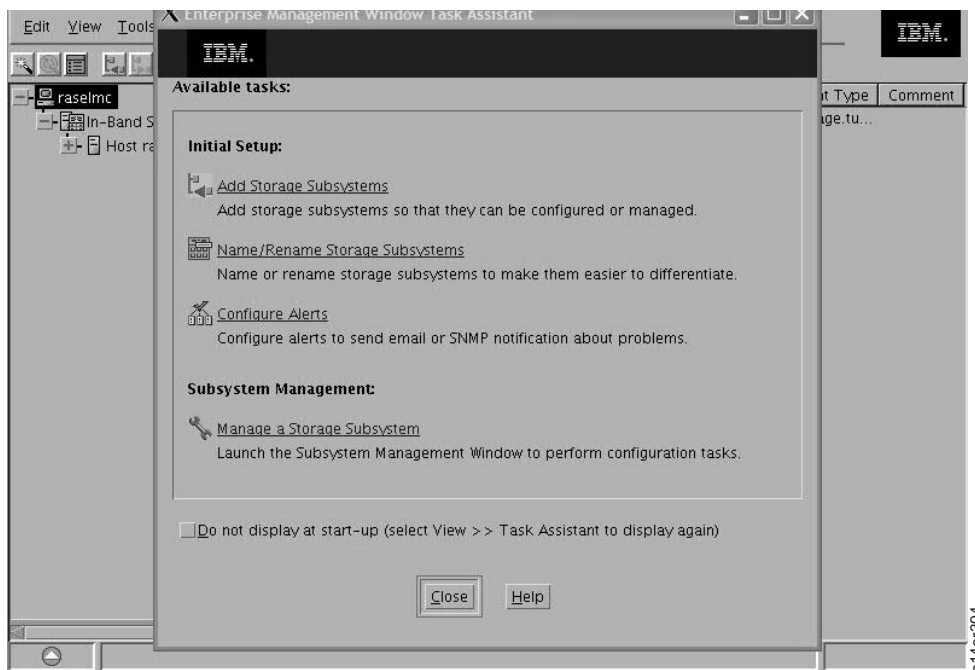 Enterprise Management Window Task Assistant
Edit View Tools
IBM.
IBM.
Available tasks:
raselmc
Type Comment
In-Band
Host
Initial Setup:
Add Storage Subsystems
Add storage subsystems so that they can be configured or managed.
Name/Rename Storage Subsystems
Name or rename storage subsystems to make them easier to differentiate.
Configure Alerts
Configure alerts to send email or SNMP notification about problems.
Subsystem Management:
Manage a Storage Subsystem
Launch the Subsystem Management Window to perform configuration tasks.
Do not display at start-up (select View >> Task Assistant to display again)
Close Help